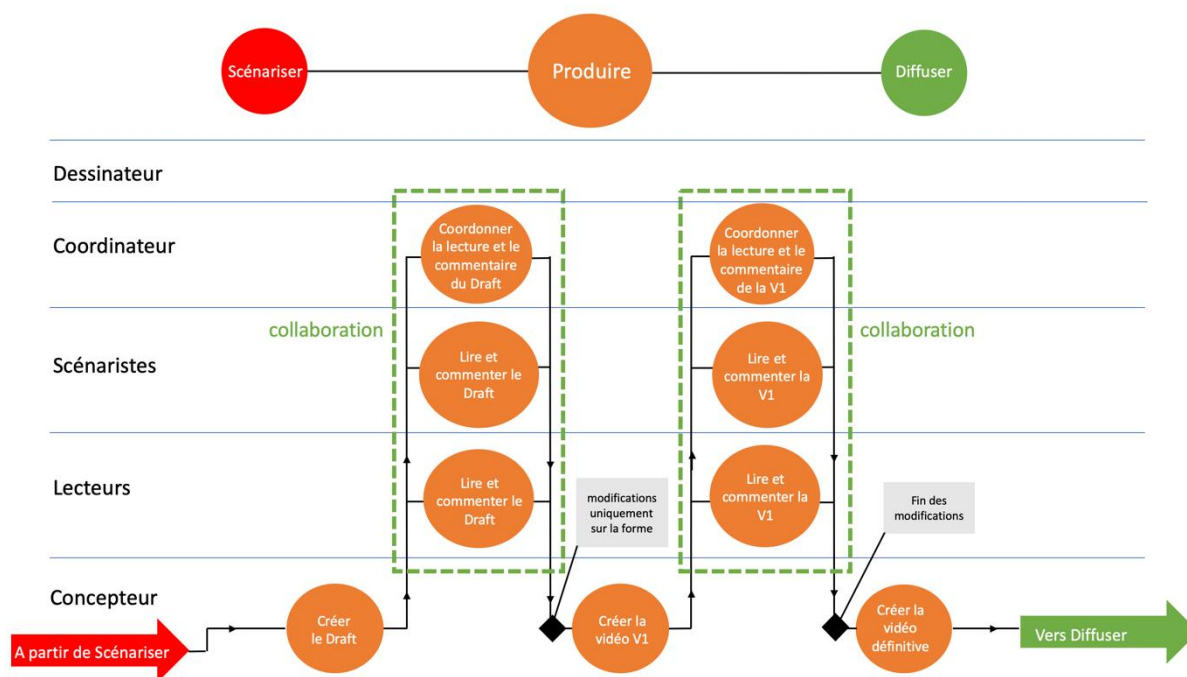 Scénariser
Produire
Diffuser
Dessinateur
Coordinateur
Coordonner
la lecture et le
commentaire
du Draft
Coordonner
la lecture et le
commentaire
de la V1
collaboration
collaboration
Scénaristes
Lire et
commenter le
Draft
Lire et
commenter la
V1
Lecteurs
Lire et
commenter le
Draft
modifications
uniquement
sur la forme
Lire et
commenter la
V1
Fin des
modifications
Concepteur
A partir de Scénariser
Créer
le Draft
Créer la
vidéo V1
Créer la
vidéo
définitive
Vers Diffuser